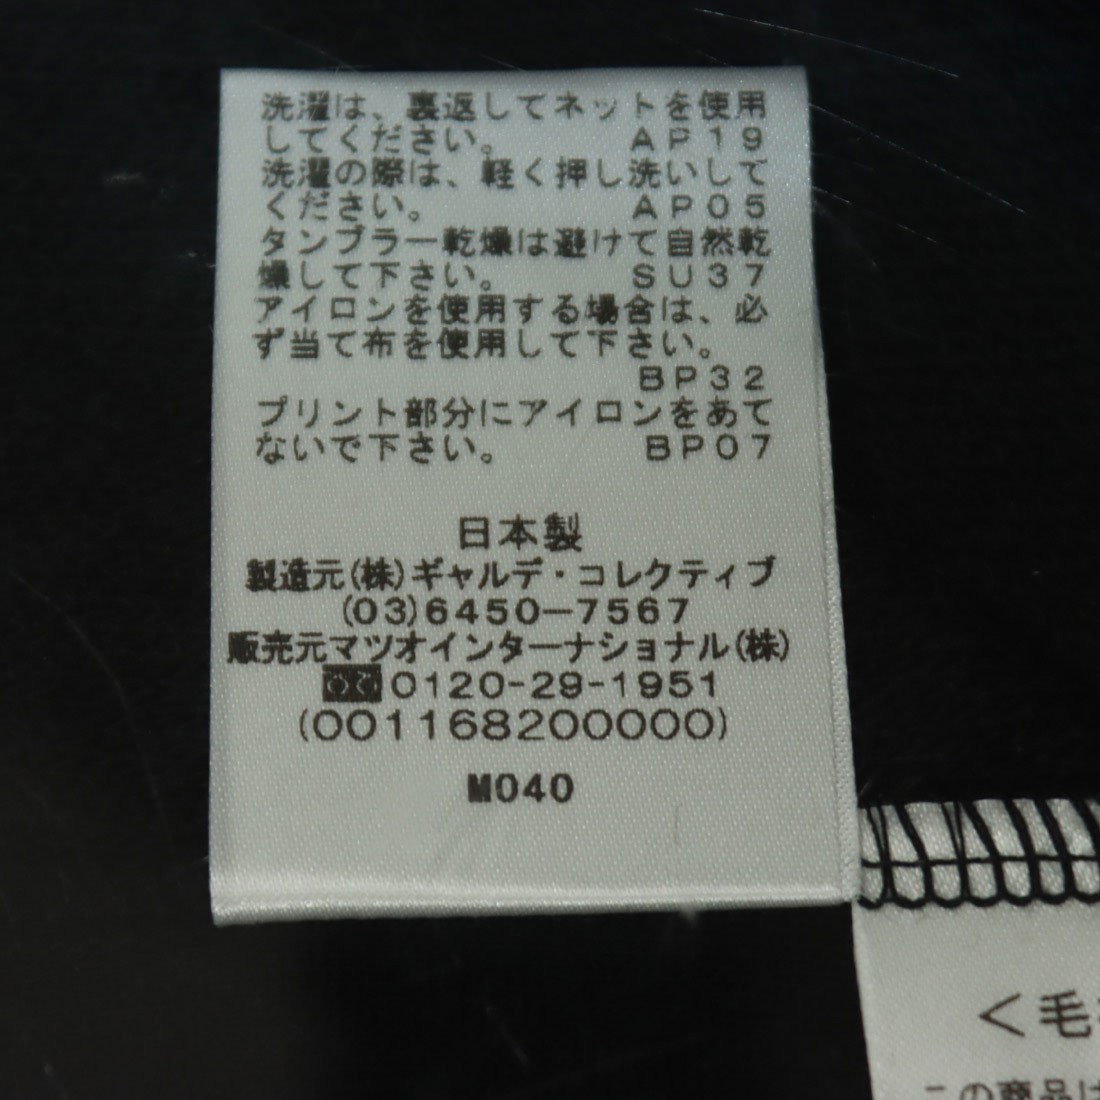 洗濯は、裏返してネットを使用
してください。 AP19
洗濯の際は、軽く押し洗いして
ください。 AP05
タンブラー乾燥は避けて自然乾
燥して下さい。 SU37
アイロンを使用する場合は、必
ず当て布を使用して下さい。
BP32
プリント部分にアイロンをあて
ないで下さい。 BP07
日本製
製造元(株)ギャルデ・コレクティブ
(03)6450-7567
販売元マツオインターナショナル(株)
0120-29-1951
(001168200000)
M040
<毛
この商品は